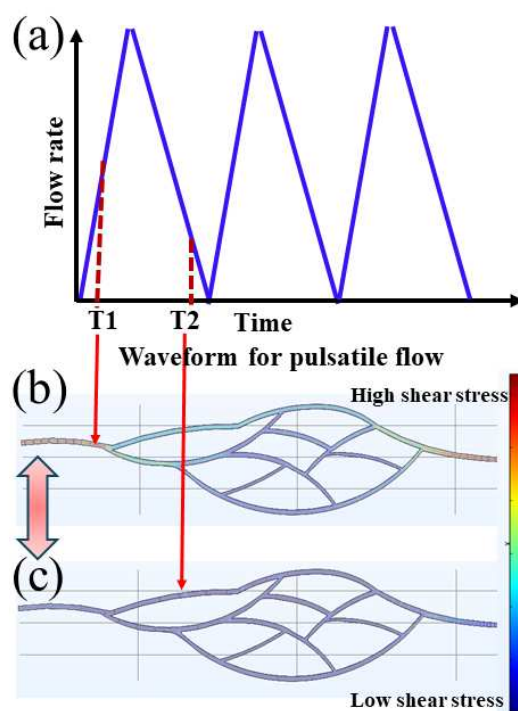 (a)
Flow rate
T1
T2
Time
Waveform for pulsatile flow
(b)
High shear stress
(c)
Low shear stress